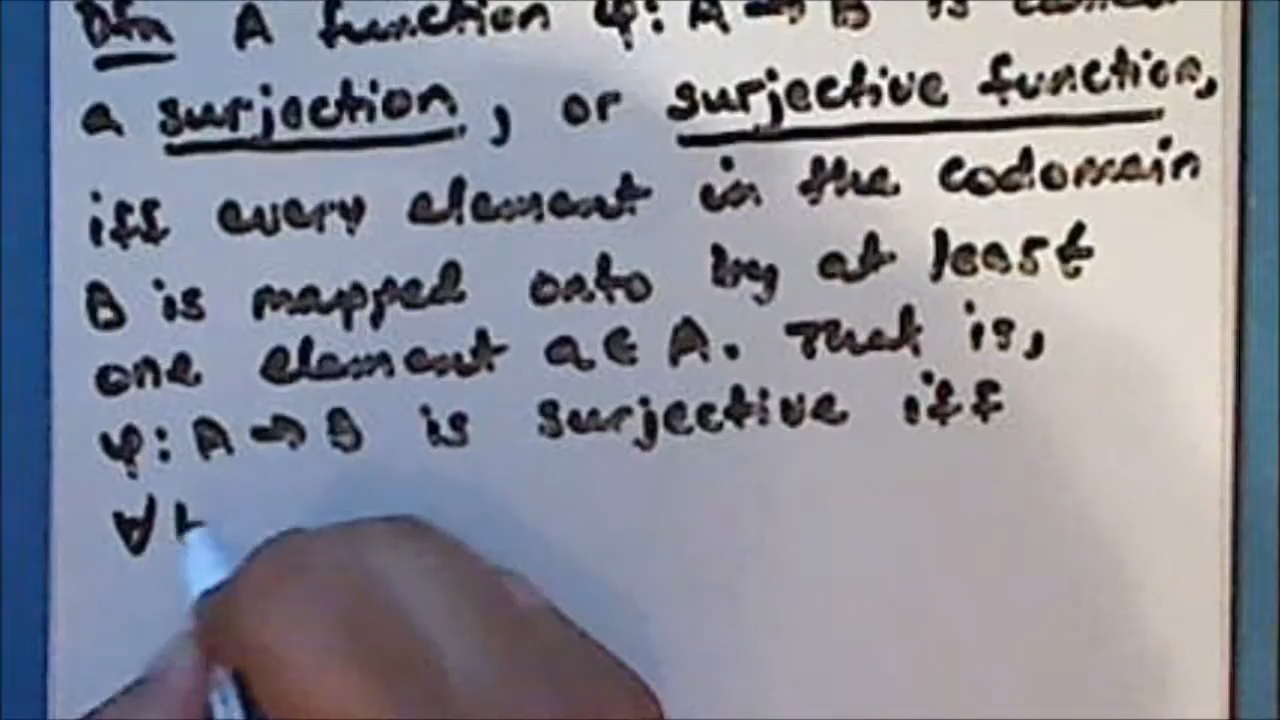 Dfn A function φ: A → B is called
a surjection, or surjective function,
iff every element in the codomain
B is mapped onto by at least
one element a ∈ A. That is,
φ: A → B is surjective iff
∀